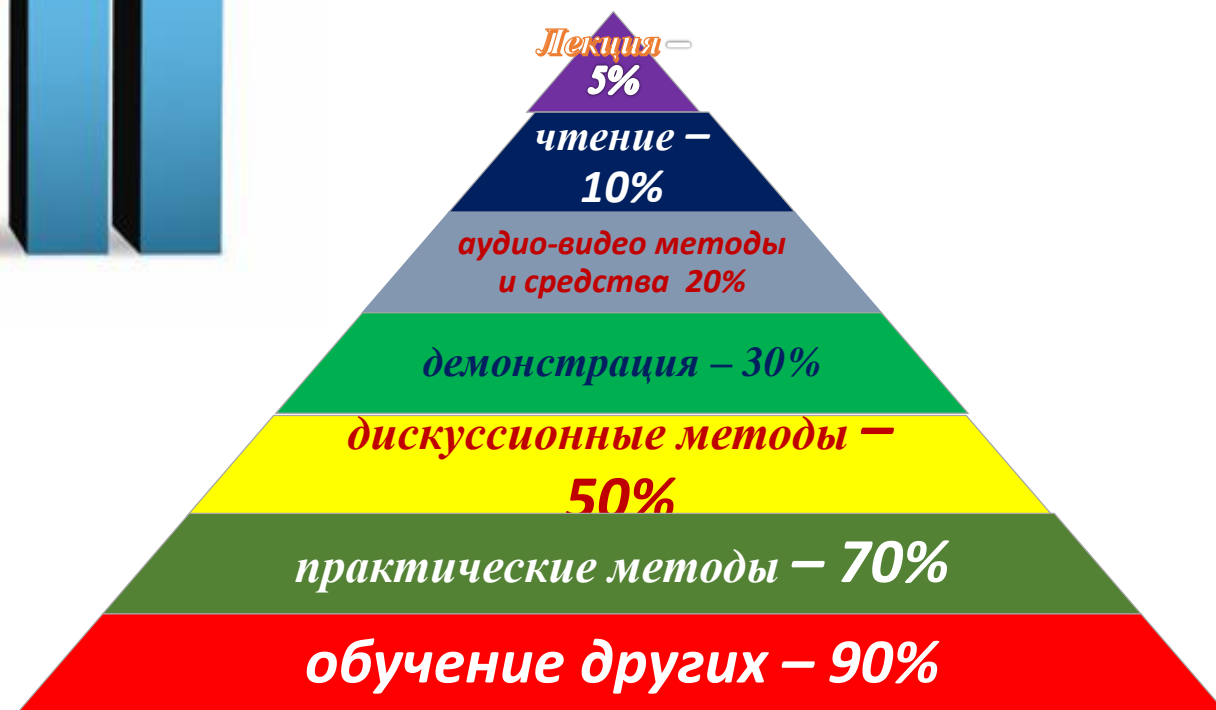 Лекция –
5%
чтение –
10%
аудио-видео методы
и средства 20%
демонстрация – 30%
дискуссионные методы –
50%
практические методы – 70%
обучение других – 90%